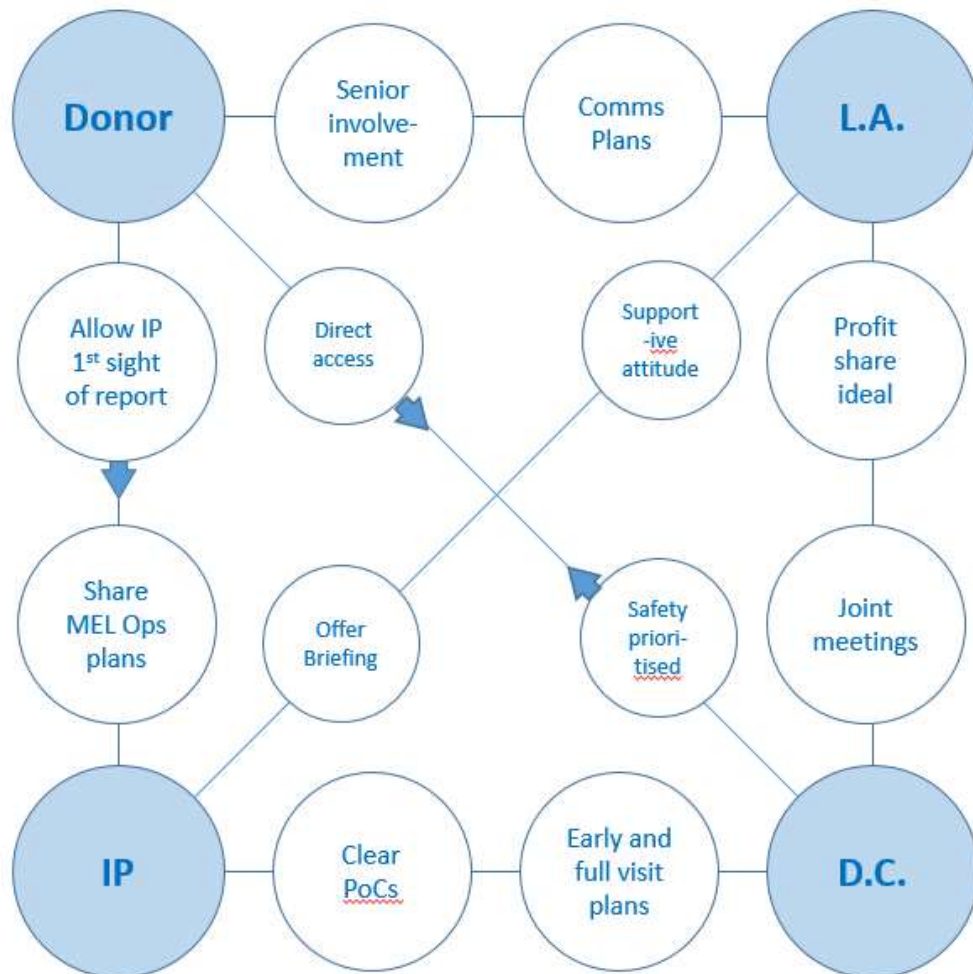 Donor
Senior
involve-
ment
Comms
Plans
L.A.
Allow IP
1st sight
of report
Direct
access
Support
-ive
attitude
Profit
share
ideal
Share
MEL Ops
plans
Offer
Briefing
Safety
priori-
tised
Joint
meetings
IP
Clear
PoCs
Early and
full visit
plans
D.C.